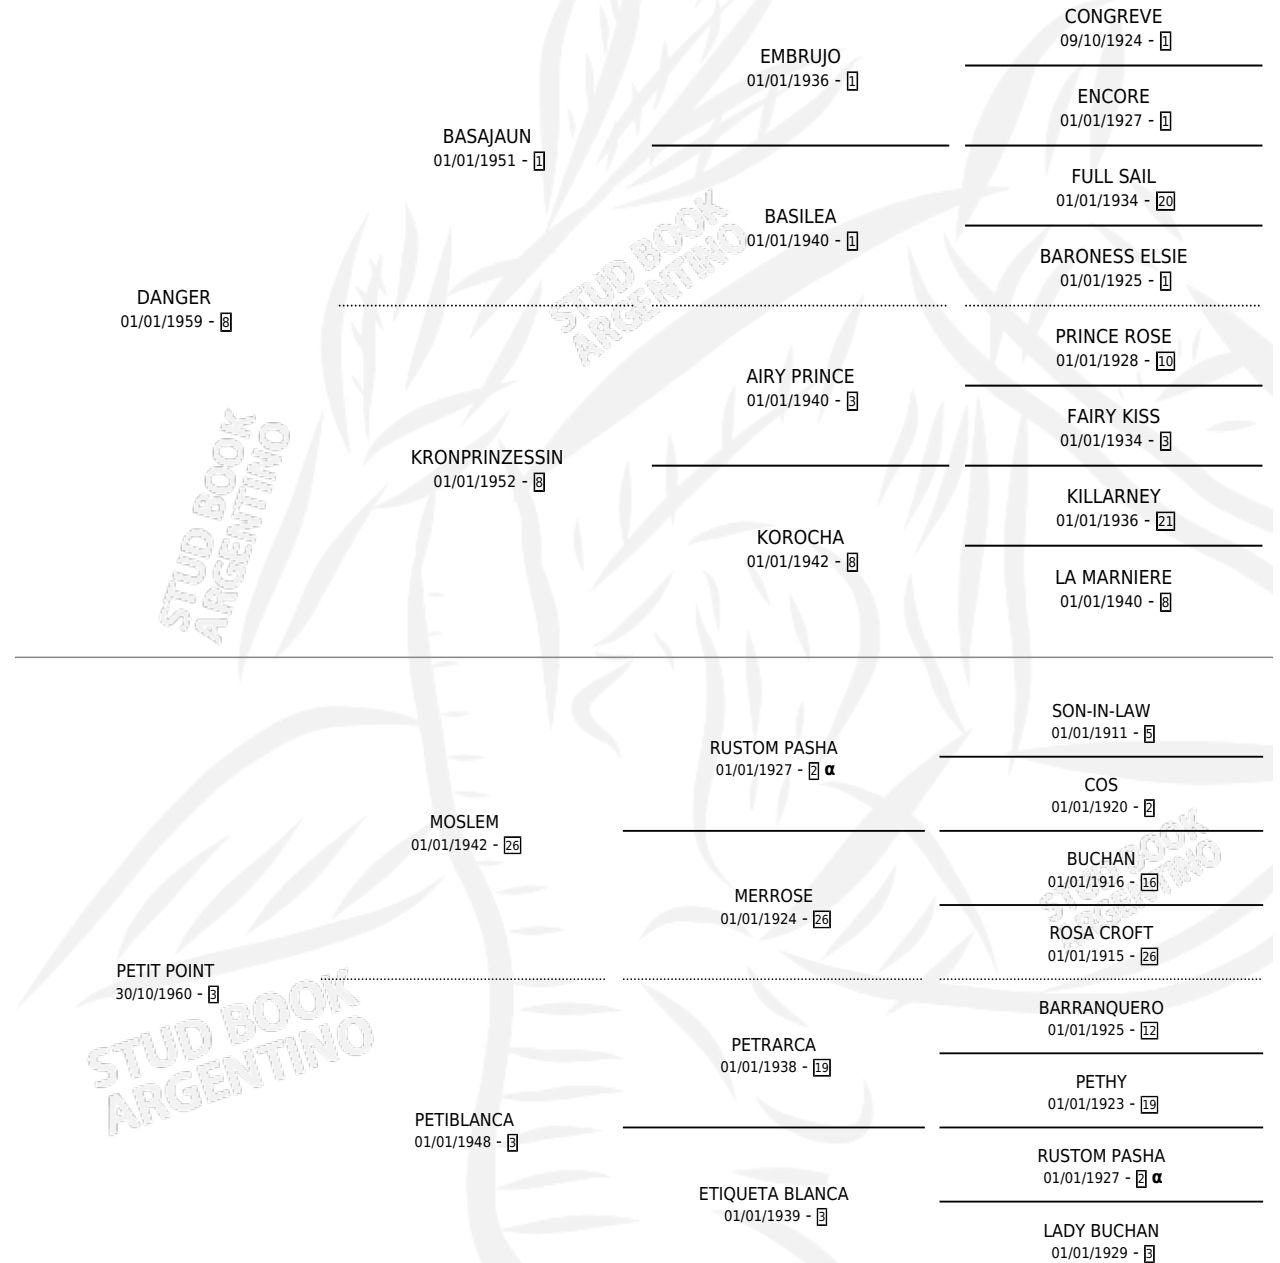 CONGREVE
09/10/1924 - 1
EMBRUJO
01/01/1936 - 1
ENCORE
01/01/1927 - 1
BASAJAUN
01/01/1951 - 1
FULL SAIL
01/01/1934 - 20
BASILEA
01/01/1940 - 1
BARONESS ELSIE
01/01/1925 - 1
DANGER
01/01/1959 - 8
PRINCE ROSE
01/01/1928 - 10
AIRY PRINCE
01/01/1940 - 3
FAIRY KISS
01/01/1934 - 3
KRONPRINZESSIN
01/01/1952 - 8
KILLARNEY
01/01/1936 - 21
KOROCHA
01/01/1942 - 8
LA MARNIERE
01/01/1940 - 8
SON-IN-LAW
01/01/1911 - 5
RUSTOM PASHA
01/01/1927 - 2 α
COS
01/01/1920 - 2
MOSLEM
01/01/1942 - 26
BUCHAN
01/01/1916 - 16
MERROSE
01/01/1924 - 26
ROSA CROFT
01/01/1915 - 26
PETIT POINT
30/10/1960 - 3
BARRANQUERO
01/01/1925 - 12
PETRARCA
01/01/1938 - 19
PETHY
01/01/1923 - 19
PETIBLANCA
01/01/1948 - 3
RUSTOM PASHA
01/01/1927 - 2 α
ETIQUETA BLANCA
01/01/1939 - 3
LADY BUCHAN
01/01/1929 - 3
STUD BOOK
ARGENTINO
STUD BOOK
ARGENTINO
STUD BOOK
ARGENTINO
STUD BOOK
ARGENTINO